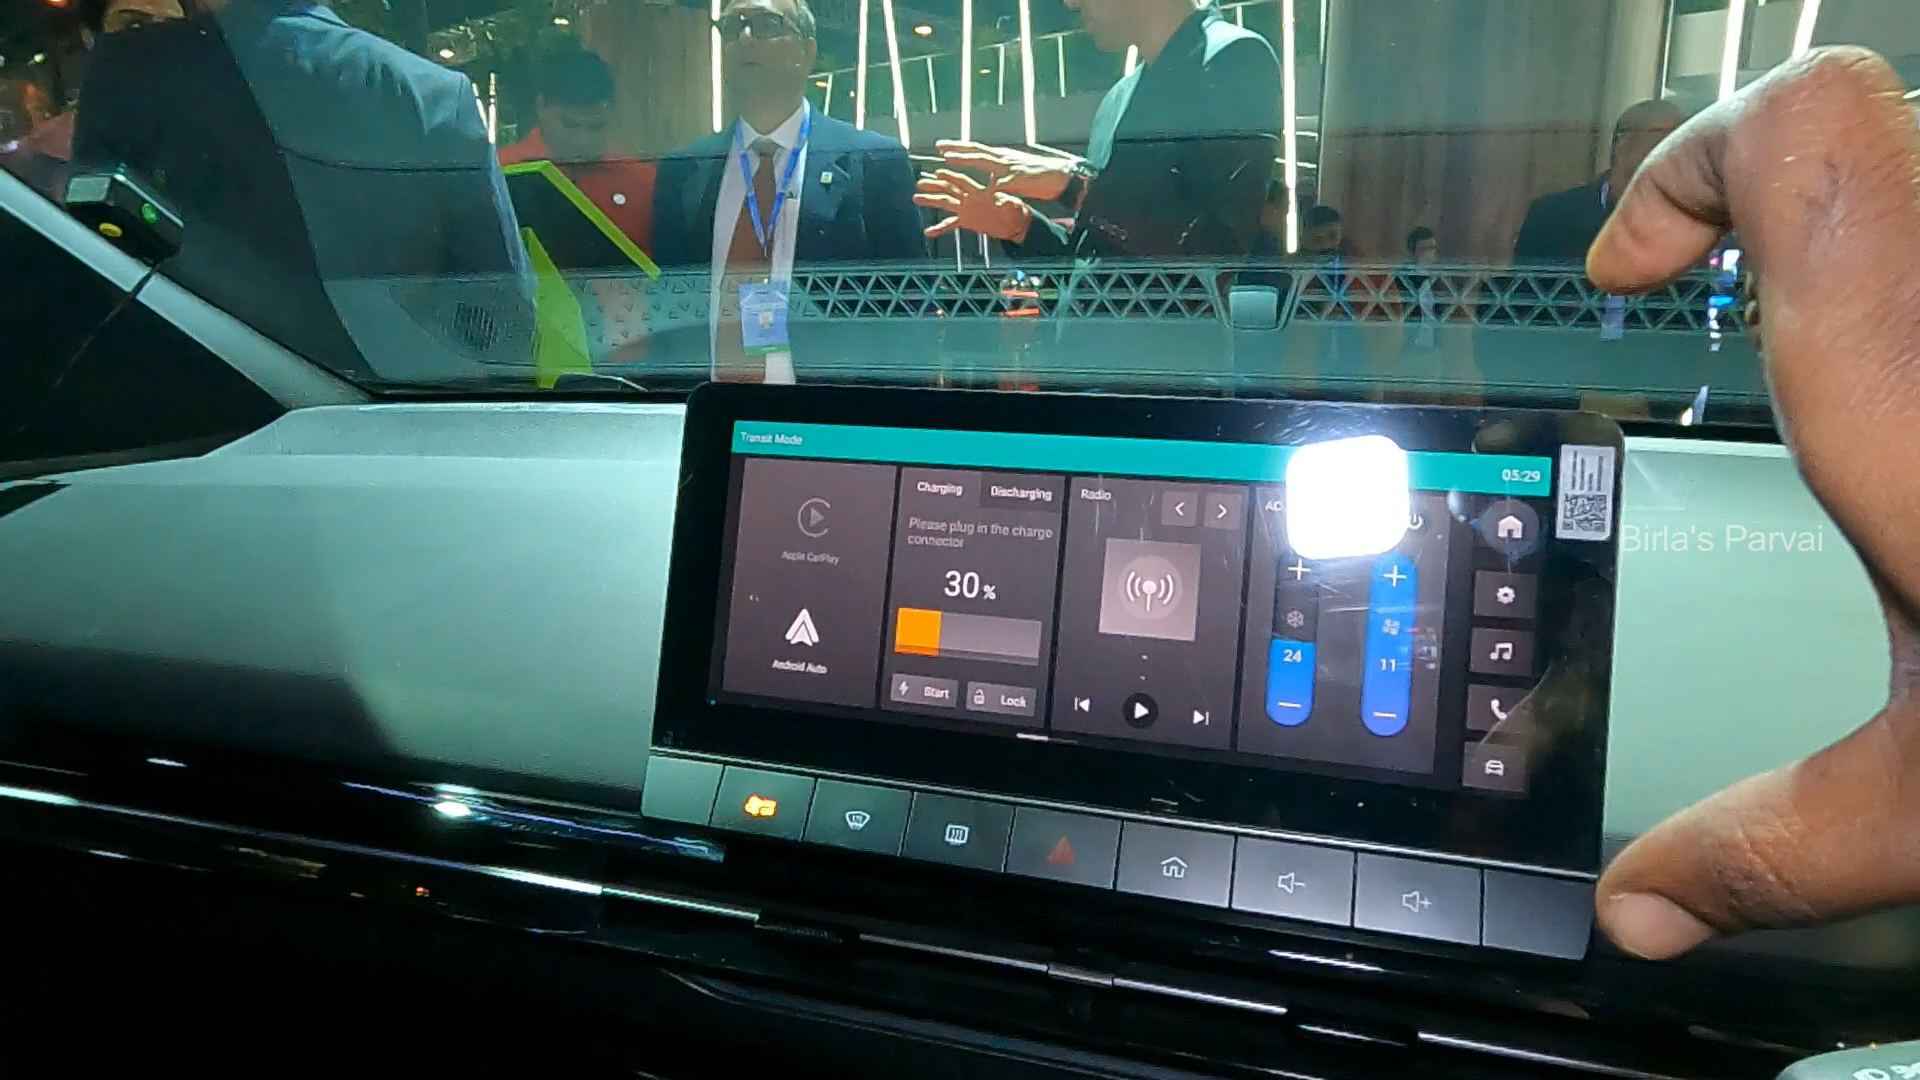 Transit Mode
05:29
Charging
Discharging
Radio
AC
Please plug in the charge
connector
Apple CarPlay
30%
24
11
Android Auto
Start
Lock
Birla's Parvai